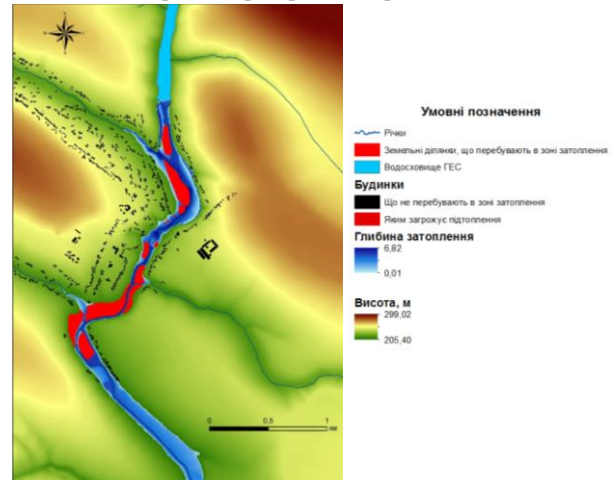 Умовні позначення
Річки
Земельні ділянки, що перебувають в зоні затоплення
Водосховище ГЕС
Будинки
Що не перебувають в зоні затоплення
Яким загрожує підтоплення
Глибина затоплення
6,82
0,01
Висота, м
299,02
205,40
0 0,5 1
км